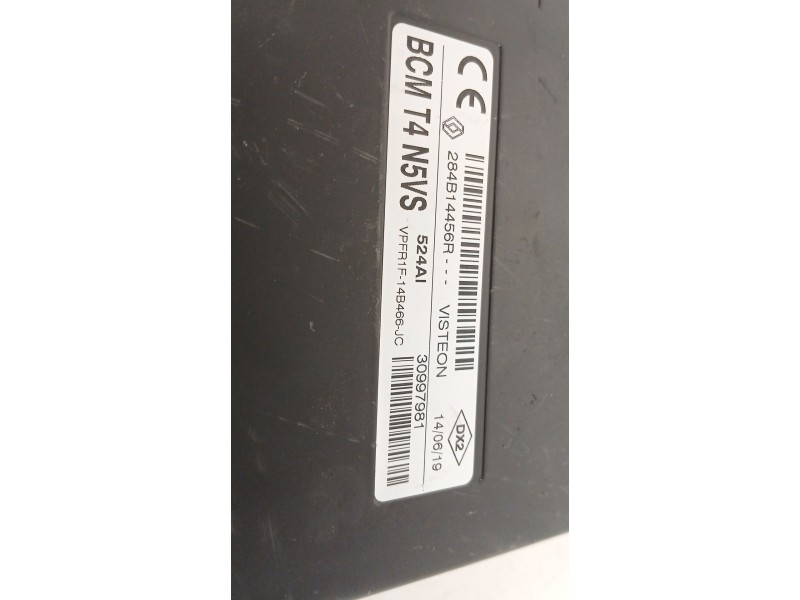 CE
284B14456R--- VISTEON
DX2
14/06/19
BCM T4 N5VS
524AI
VPFR1F-14B466-JC
30997981